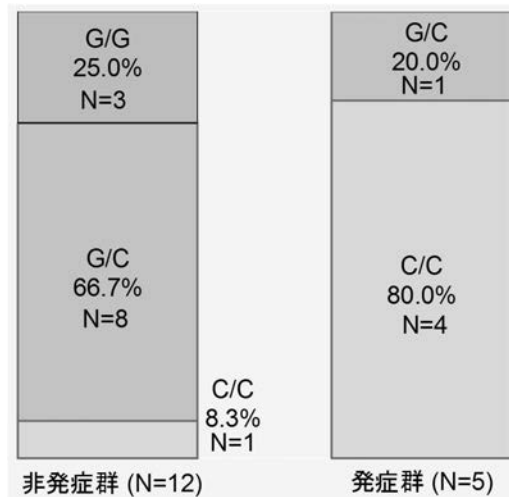 G/G
25.0%
N=3
G/C
66.7%
N=8
C/C
8.3%
N=1
非発症群 (N=12)
G/C
20.0%
N=1
C/C
80.0%
N=4
発症群 (N=5)